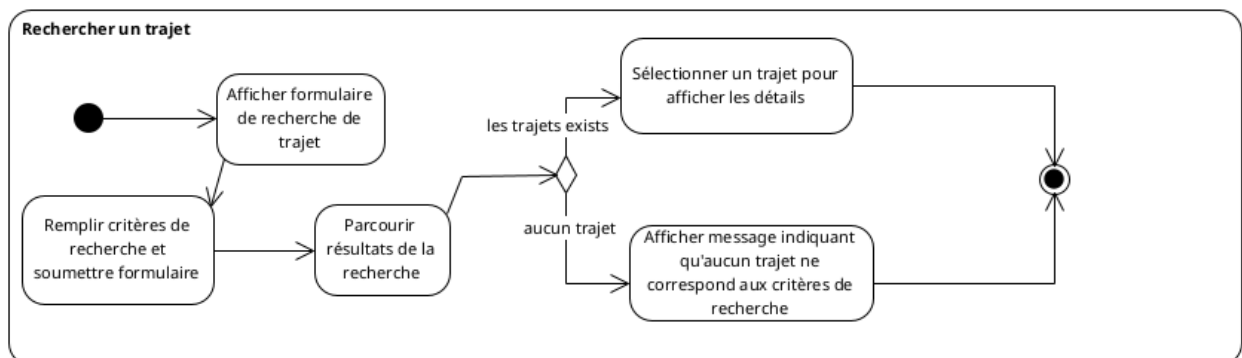 Rechercher un trajet
Afficher formulaire
de recherche de
trajet
Remplir critères de
recherche et
soumettre formulaire
Parcourir
résultats de la
recherche
les trajets exists
aucun trajet
Sélectionner un trajet pour
afficher les détails
Afficher message indiquant
qu'aucun trajet ne
correspond aux critères de
recherche